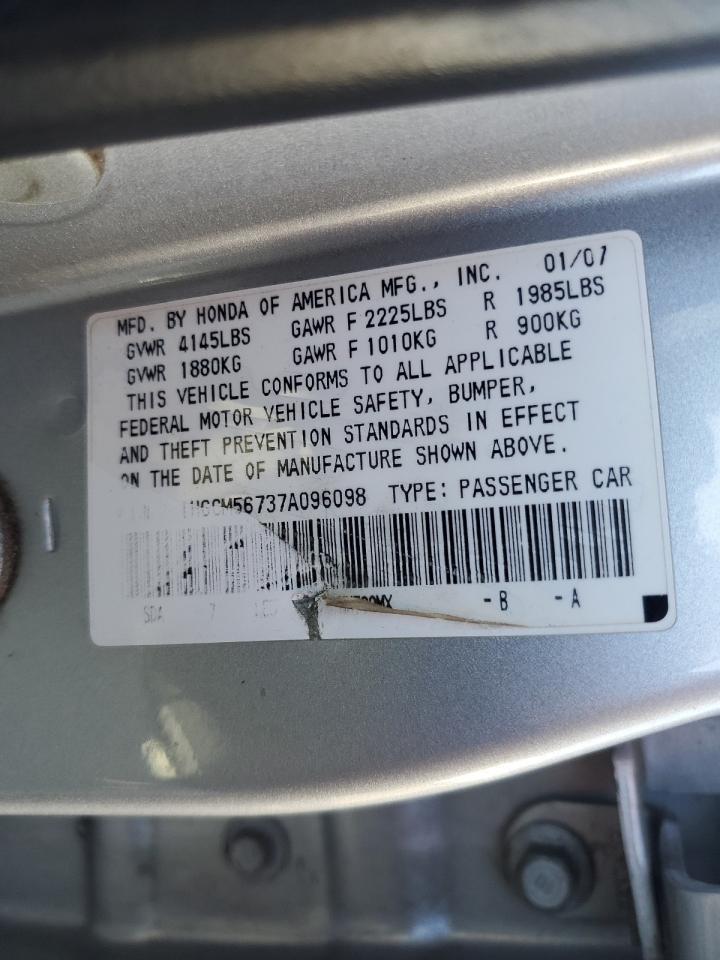 MFD. BY HONDA OF AMERICA MFG., INC. 01/07
GVWR 4145LBS GAWR F 2225LBS R 1985LBS
GVWR 1880KG GAWR F 1010KG R 900KG
THIS VEHICLE CONFORMS TO ALL APPLICABLE
FEDERAL MOTOR VEHICLE SAFETY, BUMPER,
AND THEFT PREVENTION STANDARDS IN EFFECT
ON THE DATE OF MANUFACTURE SHOWN ABOVE.
1HGCM56737A096098 TYPE: PASSENGER CAR
SDA 7 -B -A